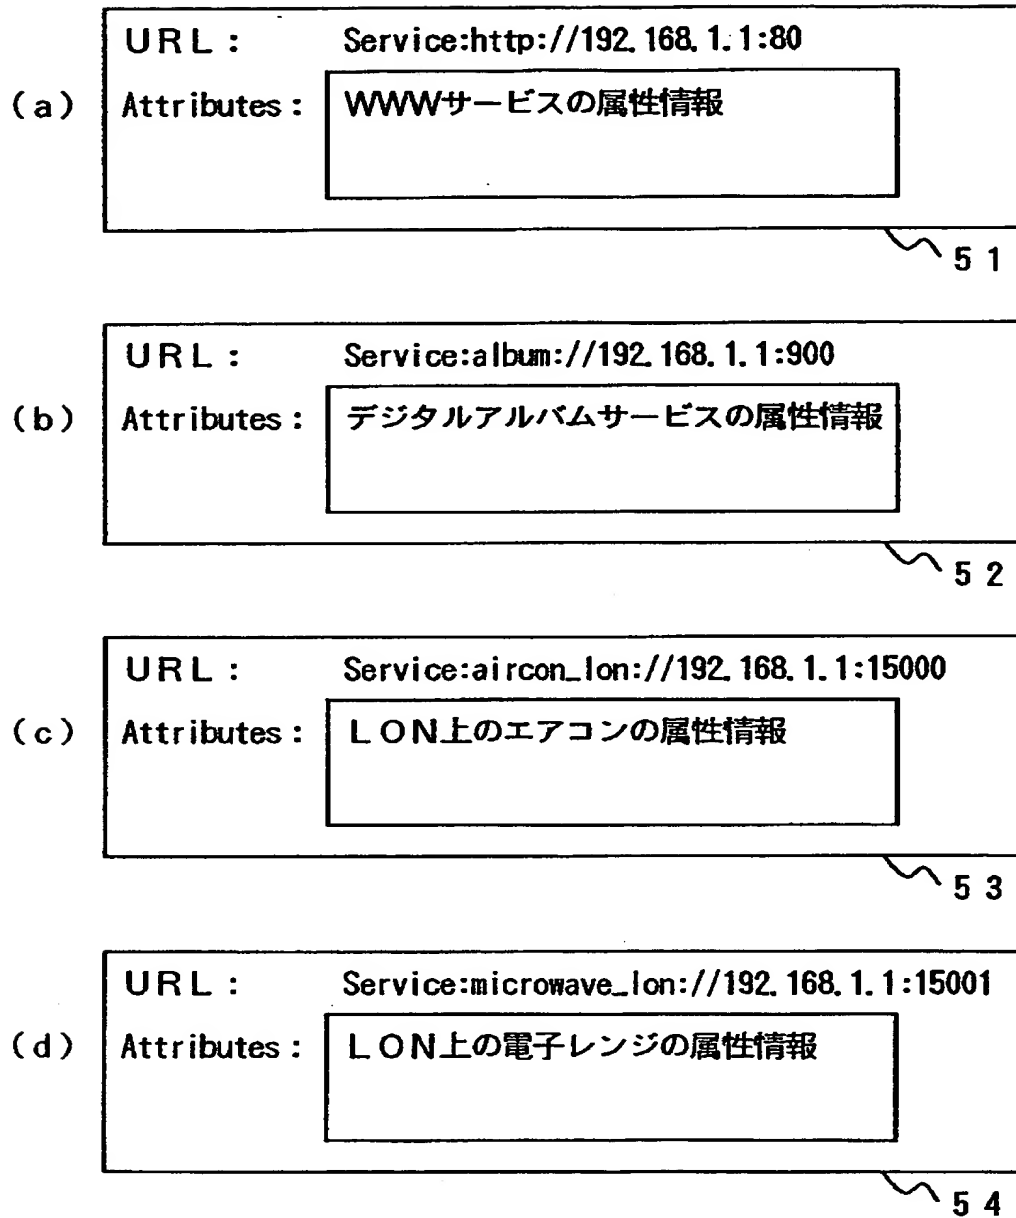 URL: Service:http://192.168.1.1:80
(a) Attributes: WWWサービスの属性情報
51
URL: Service:album://192.168.1.1:900
(b) Attributes: デジタルアルバムサービスの属性情報
52
URL: Service:aircon_lon://192.168.1.1:15000
(c) Attributes: LON上のエアコンの属性情報
53
URL: Service:microwave_lon://192.168.1.1:15001
(d) Attributes: LON上の電子レンジの属性情報
54